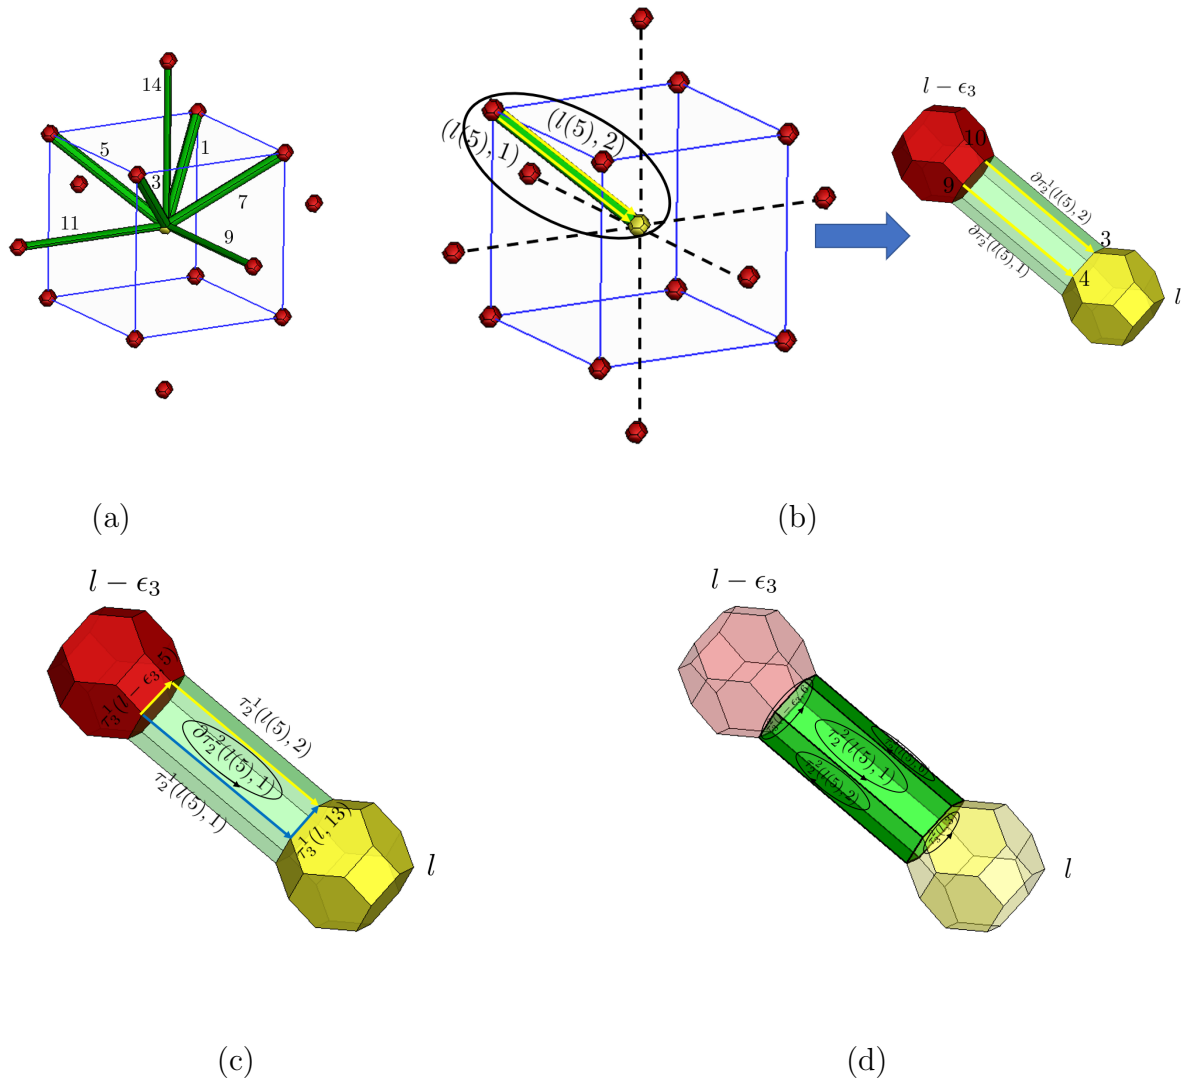 14
5
3
1
7
11
9
(a)
(l(5), 1)
(l(5), 2)
l − ϵ₃
10
9
∂τ₂¹(l(5), 2)
∂τ₂¹(l(5), 1)
3
4
l
(b)
l − ϵ₃
τ₃¹(l − ϵ₃, 5)
τ₂¹(l(5), 2)
∂τ₂²(l(5), 1)
τ₂¹(l(5), 1)
τ₃¹(l, 13)
l
(c)
l − ϵ₃
τ₂²(l(5), 1)
τ₂²(l(5), 2)
l
(d)